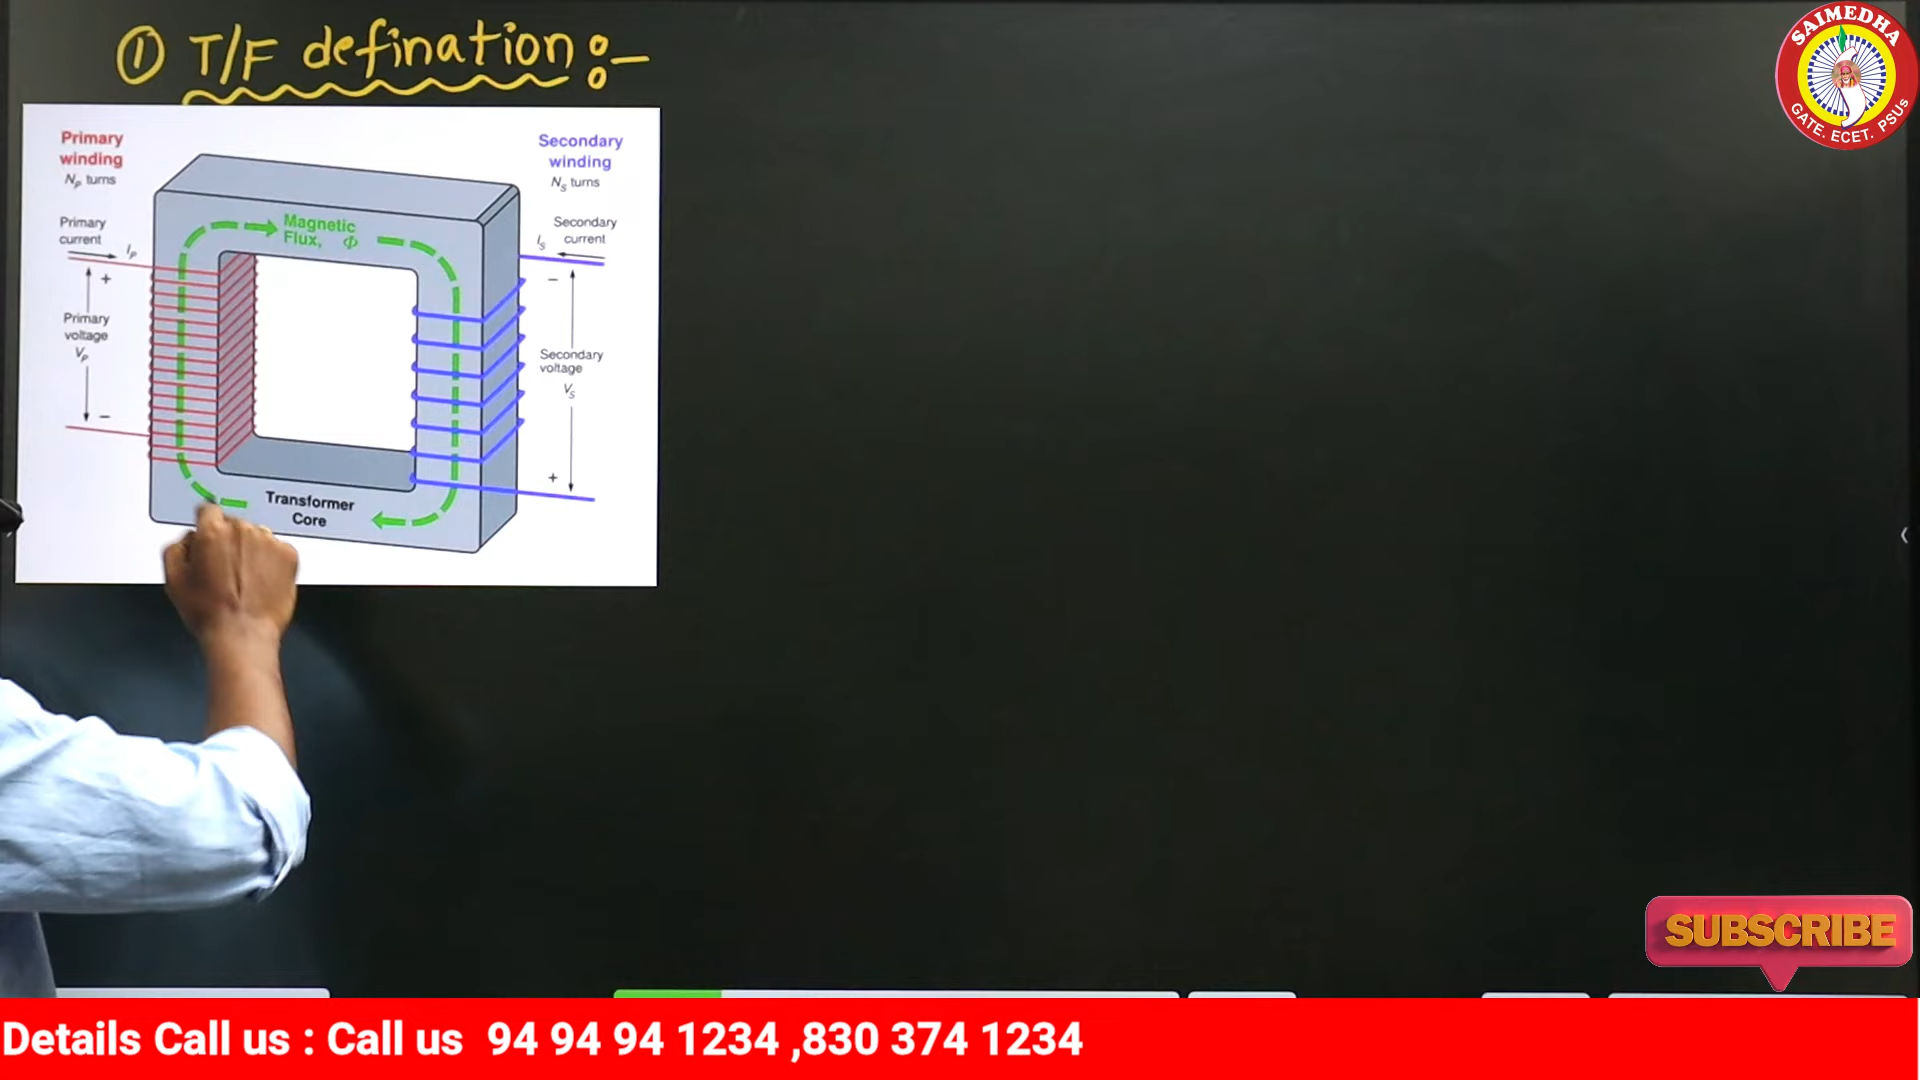 ① T/F defination :-
Primary
winding
Np turns
Primary
current
Ip
+
Primary
voltage
Vp
−
Magnetic
Flux, Φ
Transformer
Core
Secondary
winding
Ns turns
Secondary
current
Is
−
Secondary
voltage
Vs
+
SAIMEDHA
GATE. ECET. PSUs
SUBSCRIBE
Details Call us : Call us 94 94 94 1234 ,830 374 1234